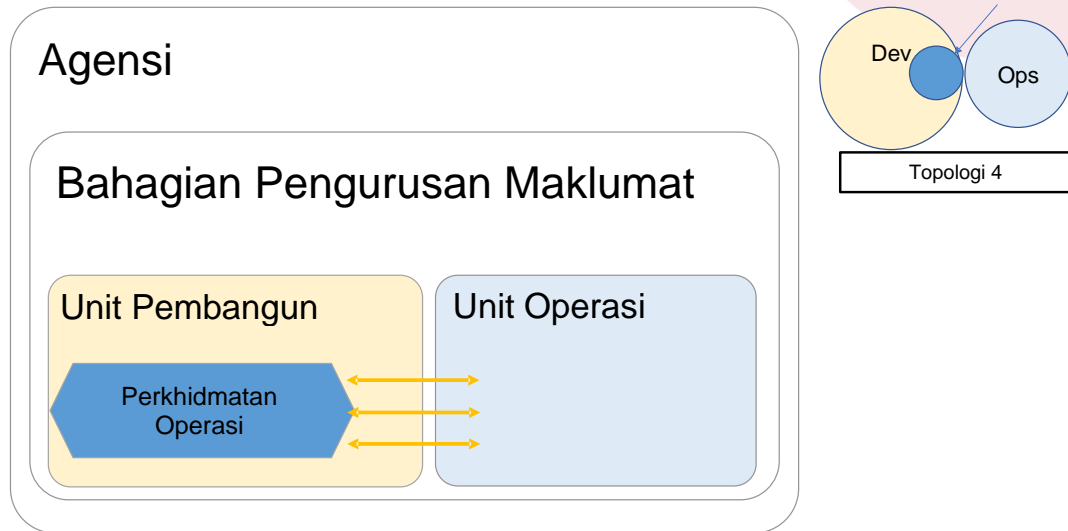 Agensi
Bahagian Pengurusan Maklumat
Unit Pembangun
Unit Operasi
Perkhidmatan
Operasi
Dev
Ops
Topologi 4